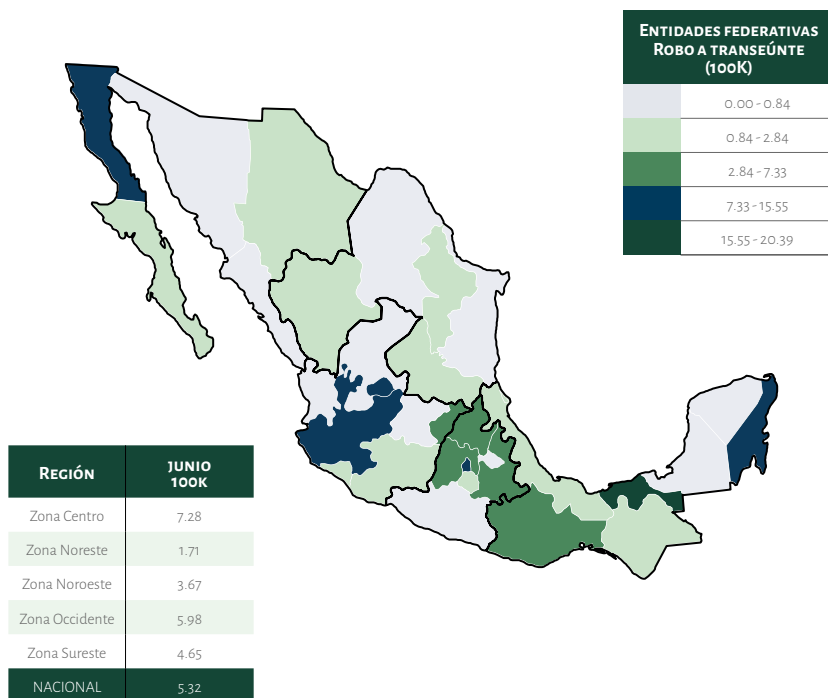 Entidades federativas
Robo a transeúnte
(100K)
0.00 - 0.84
0.84 - 2.84
2.84 - 7.33
7.33 - 15.55
15.55 - 20.39
Región junio 100K
Zona Centro 7.28
Zona Noreste 1.71
Zona Noroeste 3.67
Zona Occidente 5.98
Zona Sureste 4.65
NACIONAL 5.32